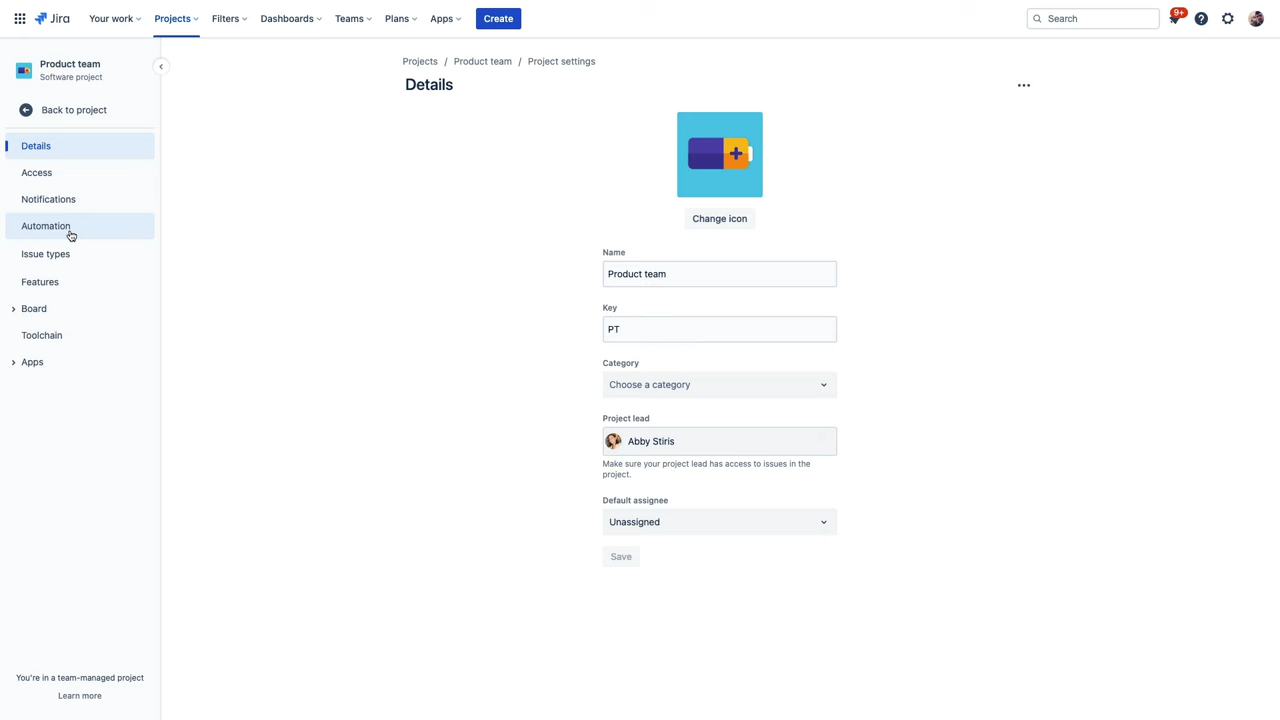 Jira
Your work
Projects
Filters
Dashboards
Teams
Plans
Apps
Create
Search
9+
Product team
Software project
Back to project
Details
Access
Notifications
Automation
Issue types
Features
Board
Toolchain
Apps
You're in a team-managed project
Learn more
Projects / Product team / Project settings
Details
Change icon
Name
Product team
Key
PT
Category
Choose a category
Project lead
Abby Stiris
Make sure your project lead has access to issues in the
project.
Default assignee
Unassigned
Save